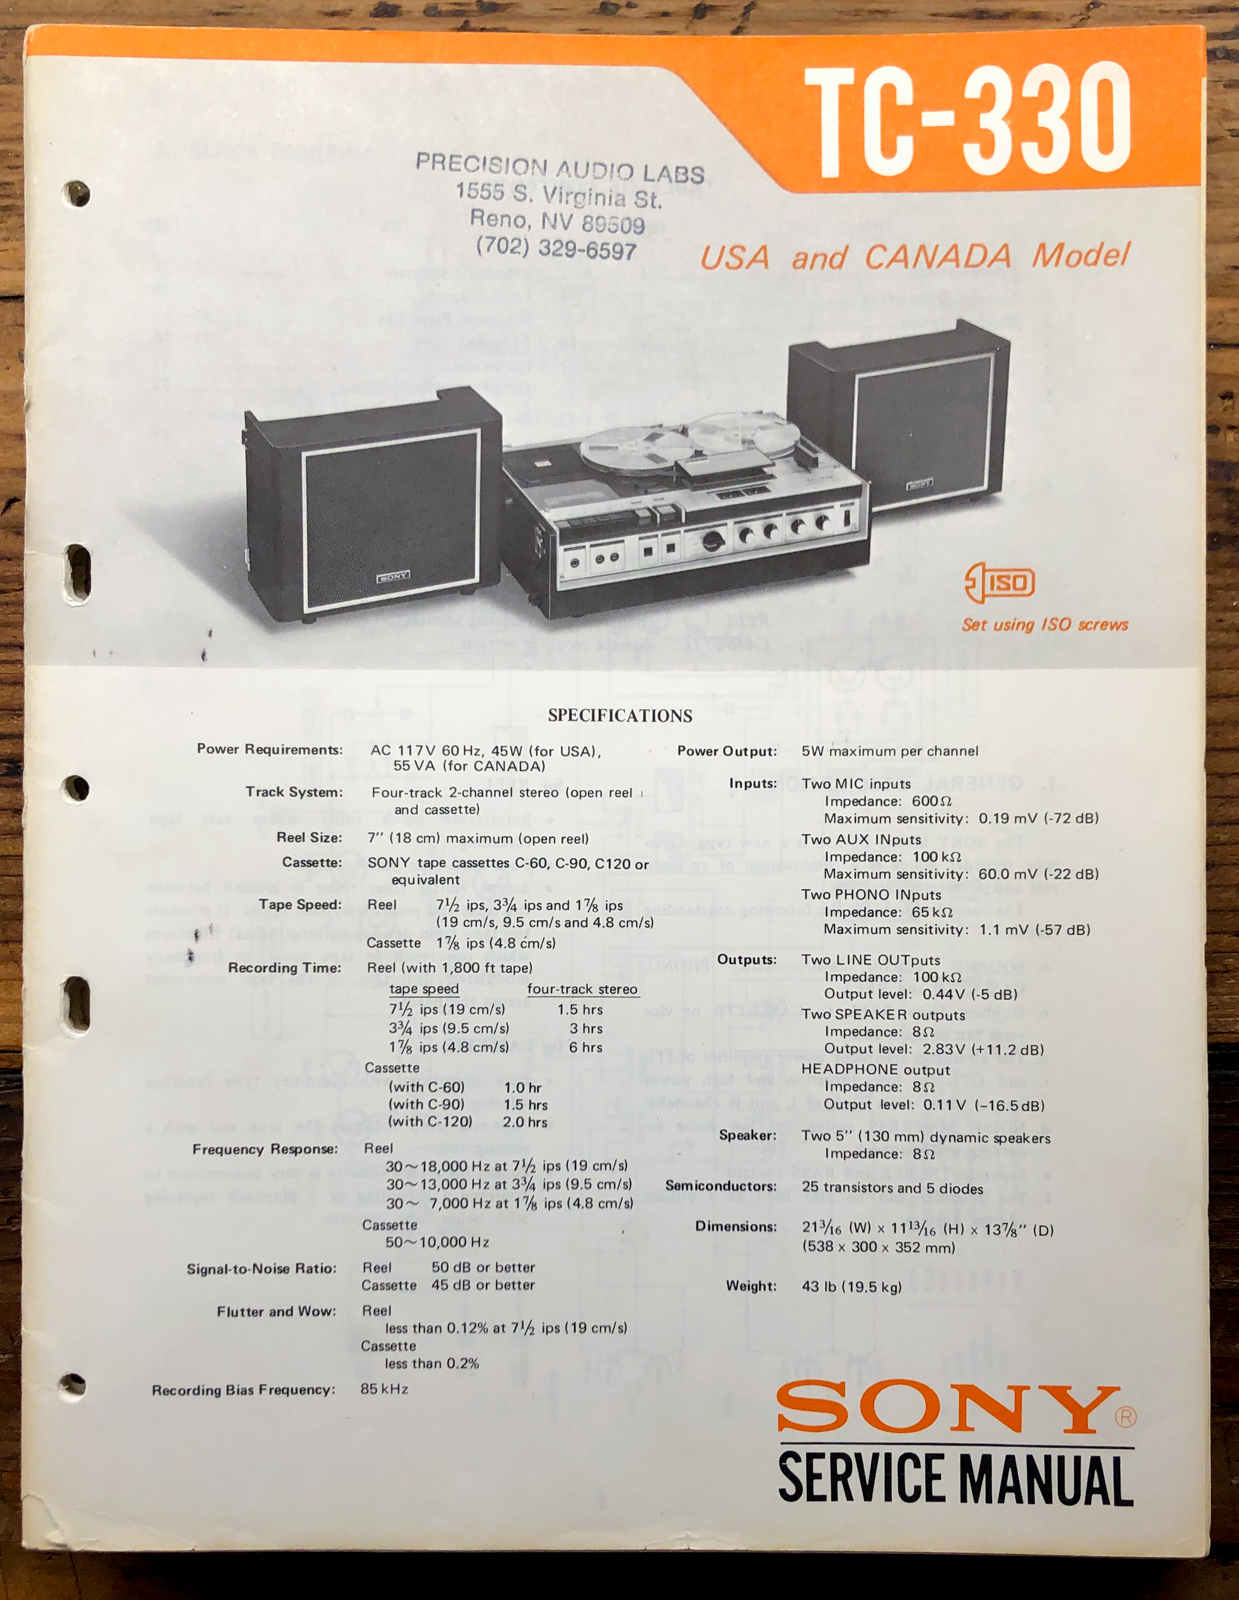 TC-330
PRECISION AUDIO LABS
1555 S. Virginia St.
Reno, NV 89509
(702) 329-6597
USA and CANADA Model
SONY
SONY
ISO
Set using ISO screws
SPECIFICATIONS
Power Requirements: AC 117V 60 Hz, 45W (for USA),
55 VA (for CANADA)
Track System: Four-track 2-channel stereo (open reel
and cassette)
Reel Size: 7" (18 cm) maximum (open reel)
Cassette: SONY tape cassettes C-60, C-90, C120 or
equivalent
Tape Speed: Reel 7½ ips, 3¾ ips and 1⅞ ips
(19 cm/s, 9.5 cm/s and 4.8 cm/s)
Cassette 1⅞ ips (4.8 cm/s)
Recording Time: Reel (with 1,800 ft tape)
tape speed four-track stereo
7½ ips (19 cm/s) 1.5 hrs
3¾ ips (9.5 cm/s) 3 hrs
1⅞ ips (4.8 cm/s) 6 hrs
Cassette
(with C-60) 1.0 hr
(with C-90) 1.5 hrs
(with C-120) 2.0 hrs
Frequency Response: Reel
30~18,000 Hz at 7½ ips (19 cm/s)
30~13,000 Hz at 3¾ ips (9.5 cm/s)
30~ 7,000 Hz at 1⅞ ips (4.8 cm/s)
Cassette
50~10,000 Hz
Signal-to-Noise Ratio: Reel 50 dB or better
Cassette 45 dB or better
Flutter and Wow: Reel
less than 0.12% at 7½ ips (19 cm/s)
Cassette
less than 0.2%
Recording Bias Frequency: 85 kHz
Power Output: 5W maximum per channel
Inputs: Two MIC inputs
Impedance: 600Ω
Maximum sensitivity: 0.19 mV (-72 dB)
Two AUX INputs
Impedance: 100 kΩ
Maximum sensitivity: 60.0 mV (-22 dB)
Two PHONO INputs
Impedance: 65 kΩ
Maximum sensitivity: 1.1 mV (-57 dB)
Outputs: Two LINE OUTputs
Impedance: 100 kΩ
Output level: 0.44V (-5 dB)
Two SPEAKER outputs
Impedance: 8Ω
Output level: 2.83V (+11.2 dB)
HEADPHONE output
Impedance: 8Ω
Output level: 0.11V (-16.5 dB)
Speaker: Two 5" (130 mm) dynamic speakers
Impedance: 8Ω
Semiconductors: 25 transistors and 5 diodes
Dimensions: 21 3/16 (W) x 11 13/16 (H) x 13⅞" (D)
(538 x 300 x 352 mm)
Weight: 43 lb (19.5 kg)
SONY®
SERVICE MANUAL